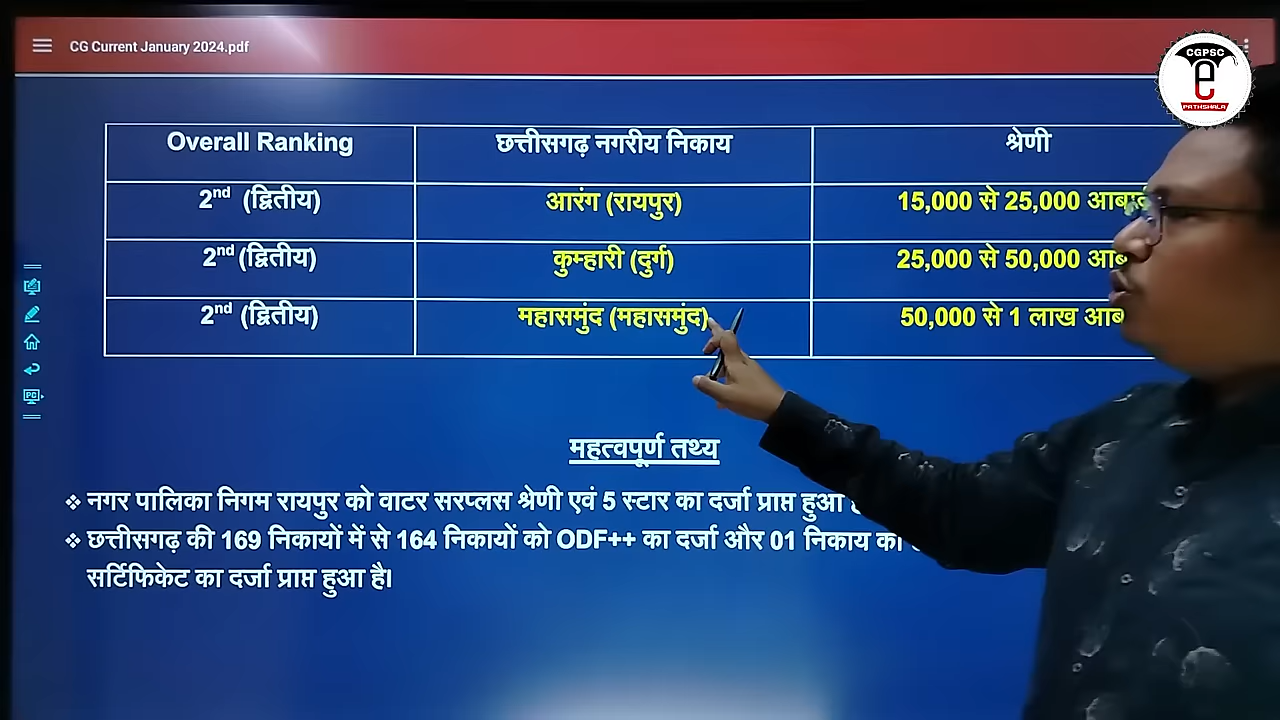 CG Current January 2024.pdf
CGPSC
e
PATHSHALA
Overall Ranking छत्तीसगढ़ नगरीय निकाय श्रेणी
2nd (द्वितीय) आरंग (रायपुर) 15,000 से 25,000
2nd (द्वितीय) कुम्हारी (दुर्ग) 25,000 से 50,000
2nd (द्वितीय) महासमुंद (महासमुंद) 50,000 से 1 लाख
महत्वपूर्ण तथ्य
❖ नगर पालिका निगम रायपुर को वाटर सरप्लस श्रेणी एवं 5 स्टार का दर्जा प्राप्त हुआ
❖ छत्तीसगढ़ की 169 निकायों में से 164 निकायों को ODF++ का दर्जा और 01 निकाय को
सर्टिफिकेट का दर्जा प्राप्त हुआ है।
PC